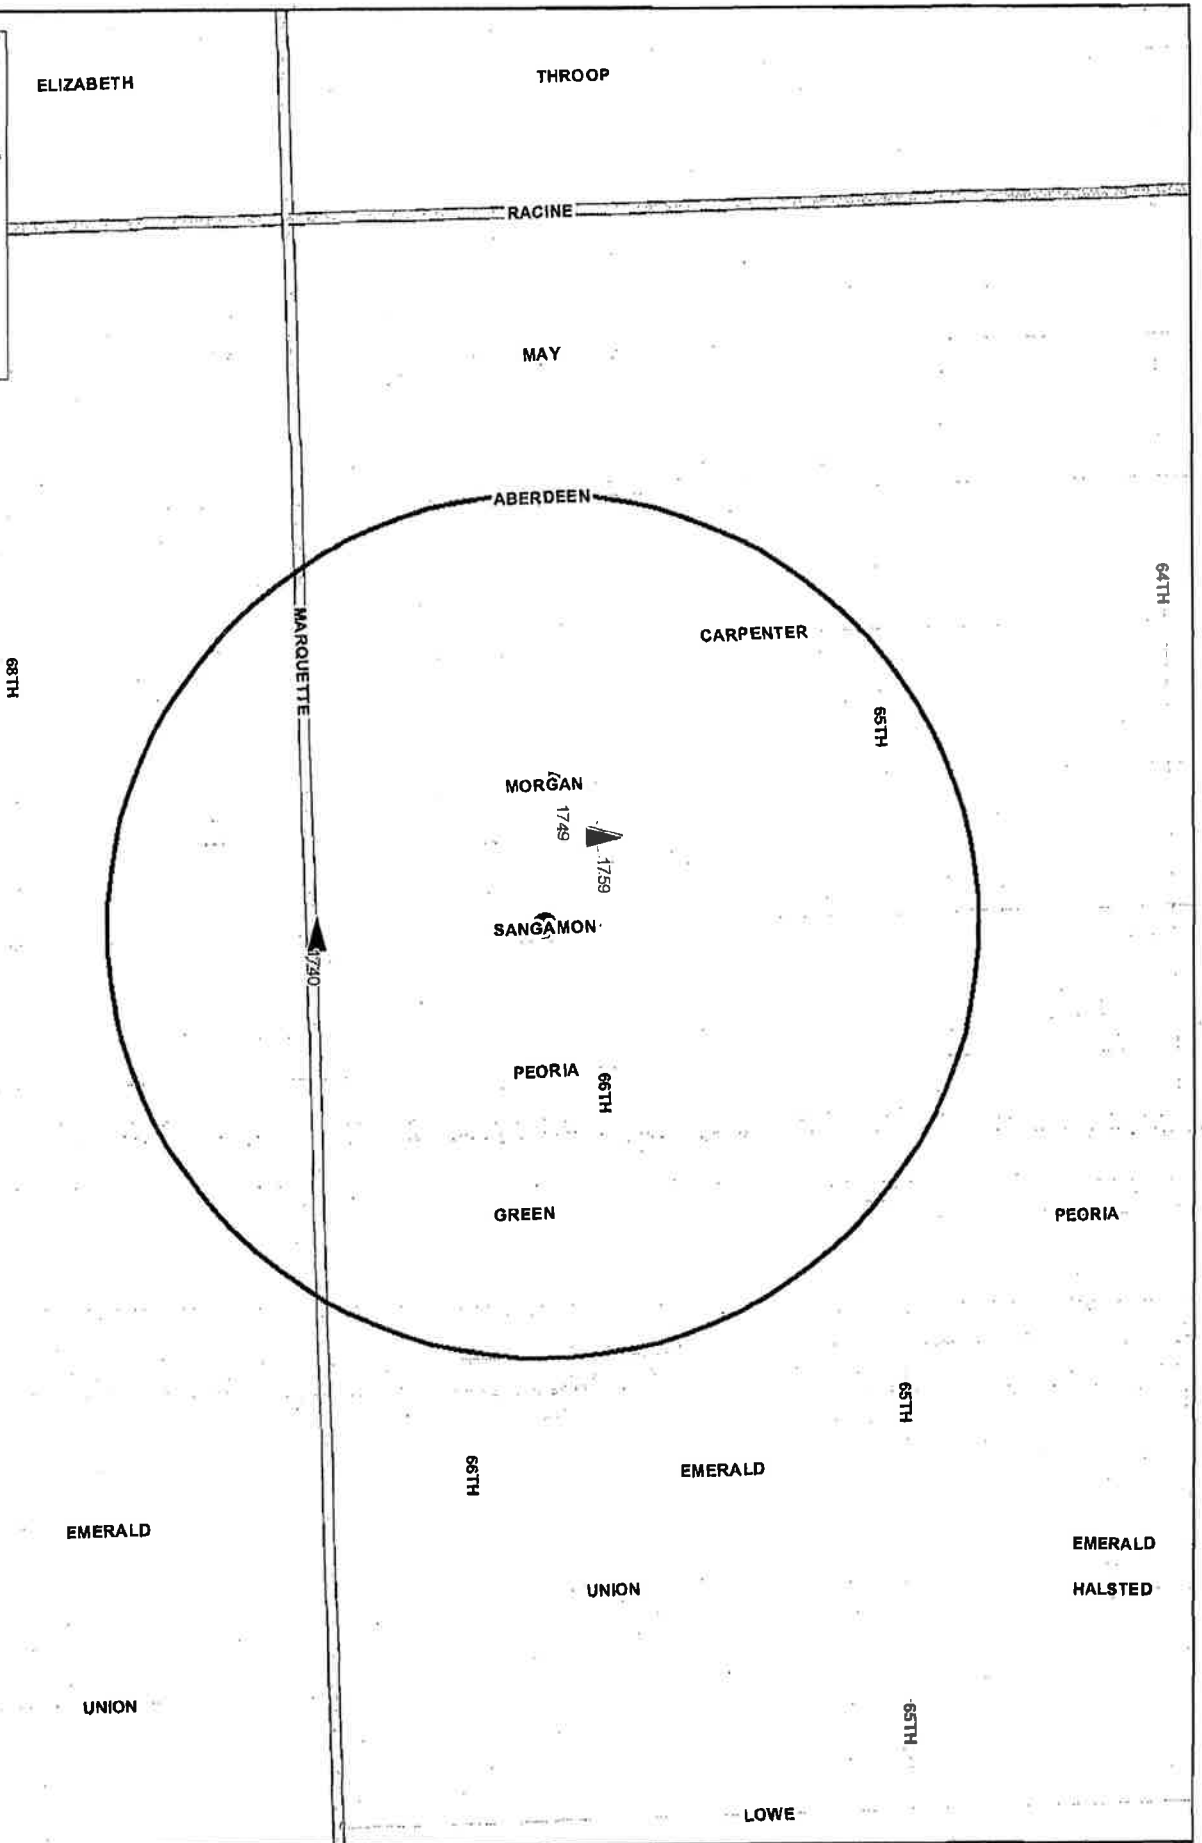 ELIZABETH
THROOP
RACINE
MAY
ABERDEEN
64TH
CARPENTER
MARQUETTE
68TH
65TH
MORGAN
1749
1759
SANGAMON
1740
PEORIA
66TH
GREEN
PEORIA
65TH
66TH
EMERALD
EMERALD
EMERALD
UNION
HALSTED
UNION
65TH
LOWE